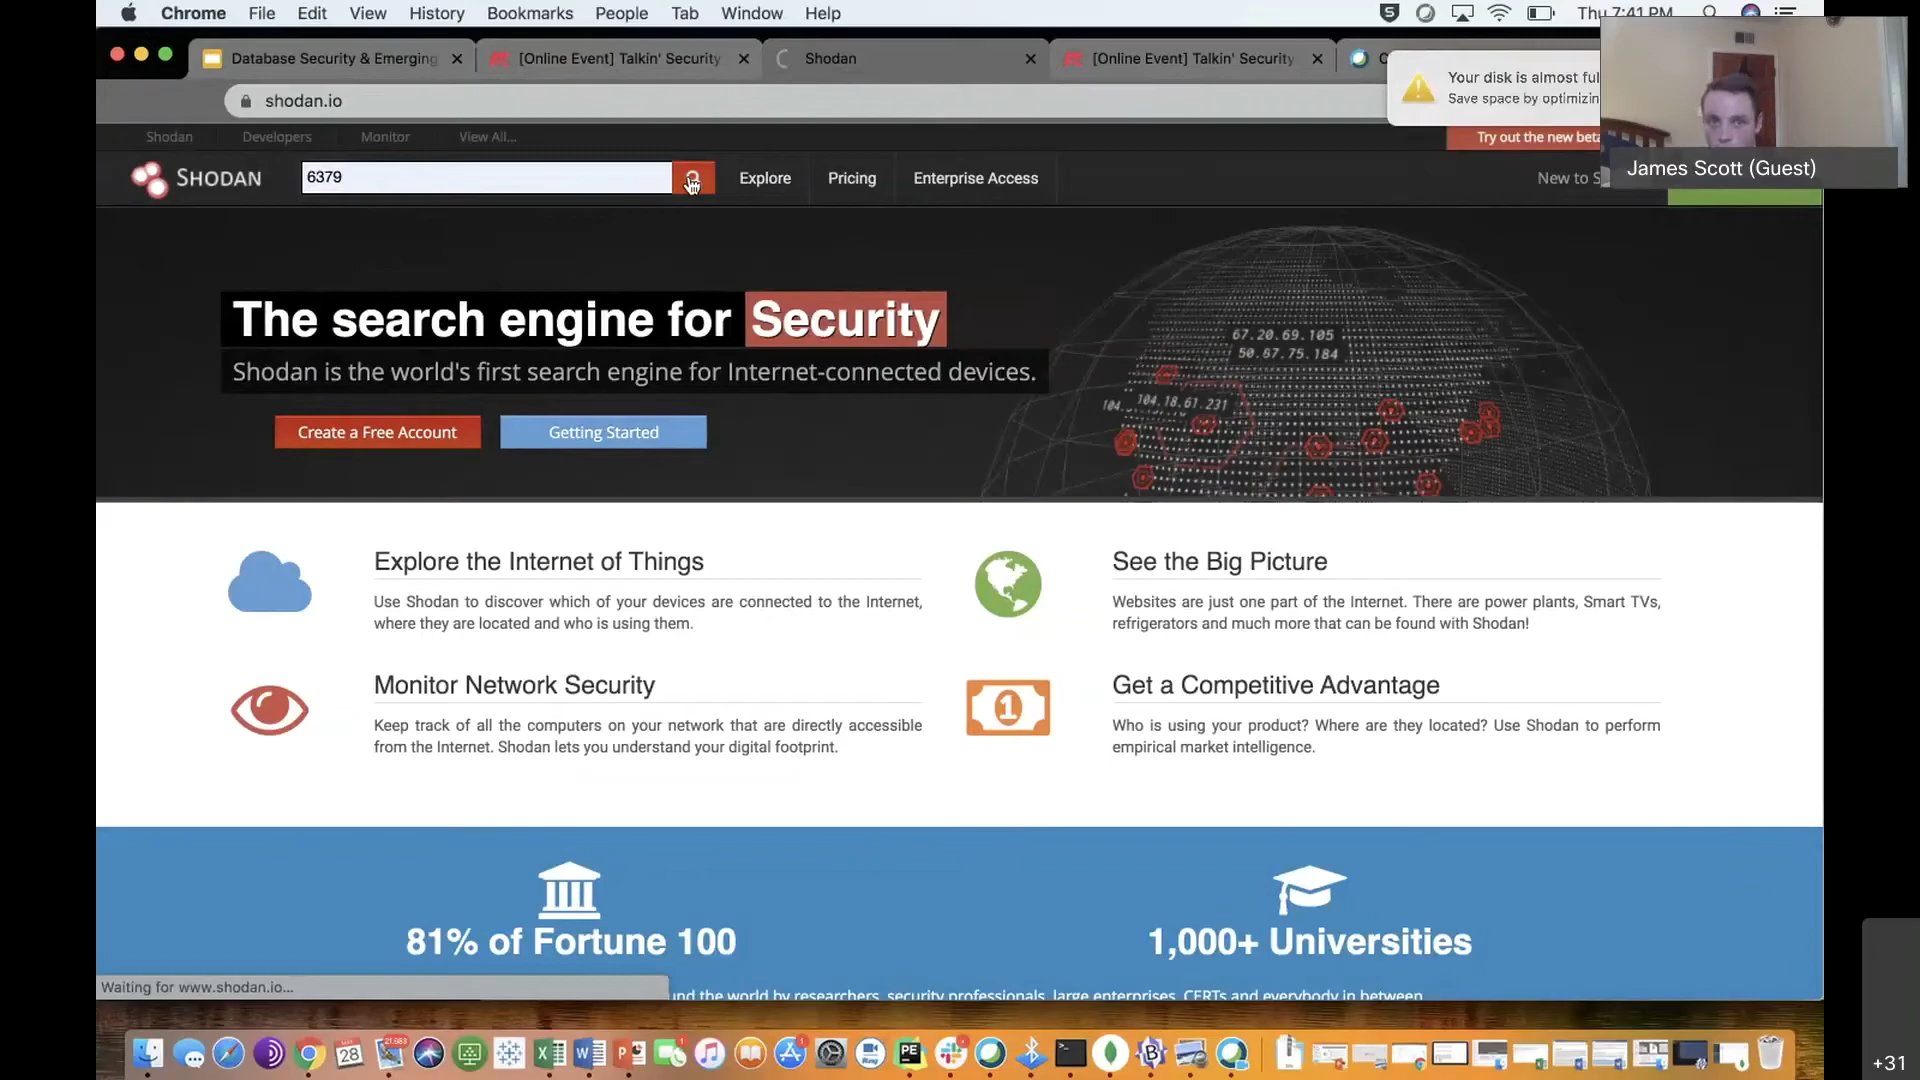 Chrome File Edit View History Bookmarks People Tab Window Help
Thu 7:41 PM
Database Security & Emerging
[Online Event] Talkin' Security
Shodan
[Online Event] Talkin' Security
Your disk is almost ful
Save space by optimizin
shodan.io
Shodan Developers Monitor View All...
Try out the new beta
James Scott (Guest)
SHODAN
6379
Explore Pricing Enterprise Access
New to S
The search engine for Security
Shodan is the world's first search engine for Internet-connected devices.
Create a Free Account
Getting Started
67.20.69.105
50.67.75.184
104.
104.18.61.231
Explore the Internet of Things
Use Shodan to discover which of your devices are connected to the Internet,
where they are located and who is using them.
See the Big Picture
Websites are just one part of the Internet. There are power plants, Smart TVs,
refrigerators and much more that can be found with Shodan!
Monitor Network Security
Keep track of all the computers on your network that are directly accessible
from the Internet. Shodan lets you understand your digital footprint.
1
Get a Competitive Advantage
Who is using your product? Where are they located? Use Shodan to perform
empirical market intelligence.
81% of Fortune 100
1,000+ Universities
Waiting for www.shodan.io...
und the world by researchers, security professionals, large enterprises, CERTs and everybody in between
28
21,683
PE
+31